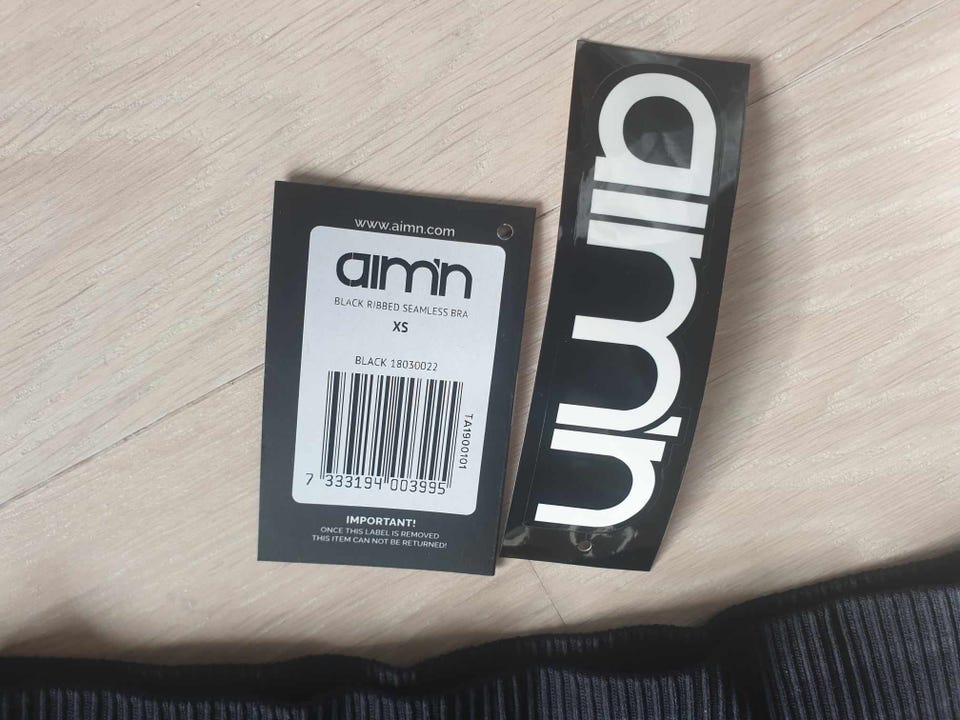 www.aimn.com
aim'n
BLACK RIBBED SEAMLESS BRA
XS
BLACK 18030022
TA1900101
7 333194 003995
IMPORTANT!
ONCE THIS LABEL IS REMOVED
THIS ITEM CAN NOT BE RETURNED!
aim'n